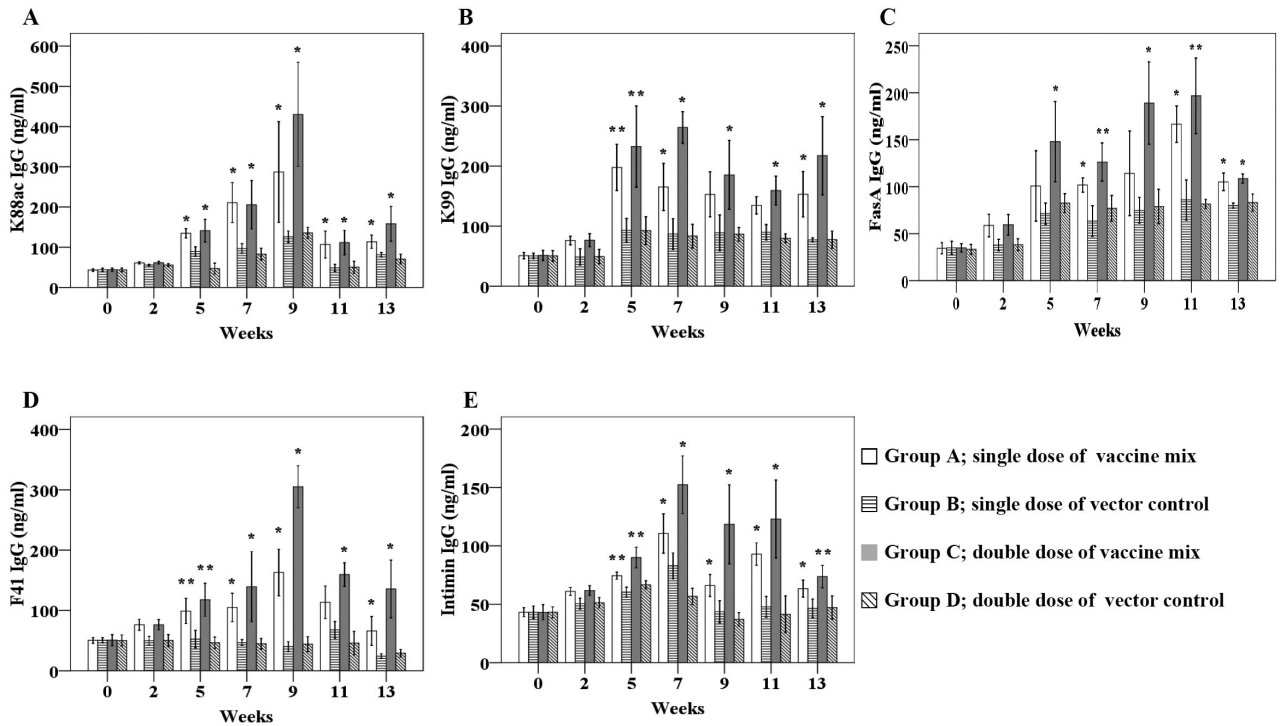 A
K88ac IgG (ng/ml)
600
500
400
300
200
100
0
* * * * * * * * * *
0 2 5 7 9 11 13
Weeks
B
K99 IgG (ng/ml)
400
300
200
100
0
** ** * * * * * *
0 2 5 7 9 11 13
Weeks
C
FasA IgG (ng/ml)
250
200
150
100
50
0
* * ** * * ** * *
0 2 5 7 9 11 13
Weeks
D
F41 IgG (ng/ml)
400
300
200
100
0
** ** * * * * * * *
0 2 5 7 9 11 13
Weeks
E
Intimin IgG (ng/ml)
200
150
100
50
0
** ** * * * * * * * **
0 2 5 7 9 11 13
Weeks
Group A; single dose of vaccine mix
Group B; single dose of vector control
Group C; double dose of vaccine mix
Group D; double dose of vector control